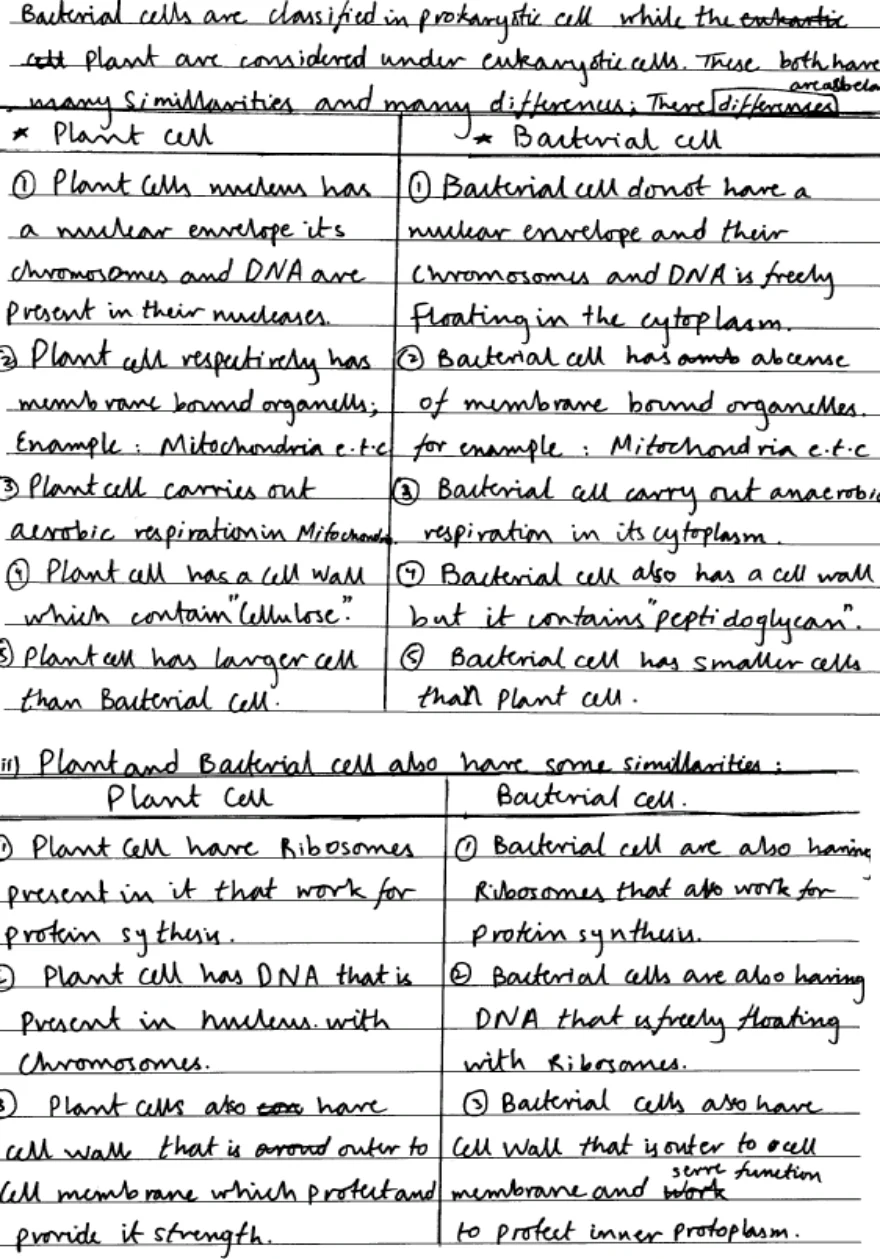 Bacterial cells are classified in prokaryotic cell while the eukartic
cell Plant are considered under eukaryotic cells. These both have
many Simillarities and many differences; There differences are as below
* Plant cell
① Plant Cells nucleus has
a nuclear envelope its
chromosomes and DNA are
present in their nucleases.
② Plant cell respectively has
membrane bound organells;
Enample : Mitochondria e.t.c
③ Plant cell carries out
aerobic respiration in Mitochondria.
④ Plant cell has a Cell wall
which contain "Cellulose".
⑤ Plant cell has larger cell
than Bacterial Cell.
* Bacterial cell
① Bacterial cell donot have a
nuclear envelope and their
Chromosomes and DNA is freely
Floating in the cytoplasm.
② Bacterial cell has amb abcense
of membrane bound organelles.
for enample : Mitochondria e.t.c
③ Bacterial cell carry out anaerobic
respiration in its cytoplasm.
④ Bacterial cell also has a cell wall
but it contains "peptidoglycan".
⑤ Bacterial cell has smaller cells
than Plant cell.
ii) Plant and Bacterial cell also have some simillarities :
Plant Cell
① Plant Cell have Ribosomes
present in it that work for
protein sythesis.
② Plant cell has DNA that is
Present in nucleus. with
Chromosomes.
③ Plant cells also can have
cell wall that is aroud outer to
Cell membrane which protect and
provide it strength.
Bacterial cell.
① Bacterial cell are also having
Ribosomes that also work for
protein synthesis.
② Bacterial cells are also having
DNA that is freely floating
with Ribosomes.
③ Bacterial cells also have
Cell Wall that is outer to cell
membrane and work serve function
to protect inner protoplasm.